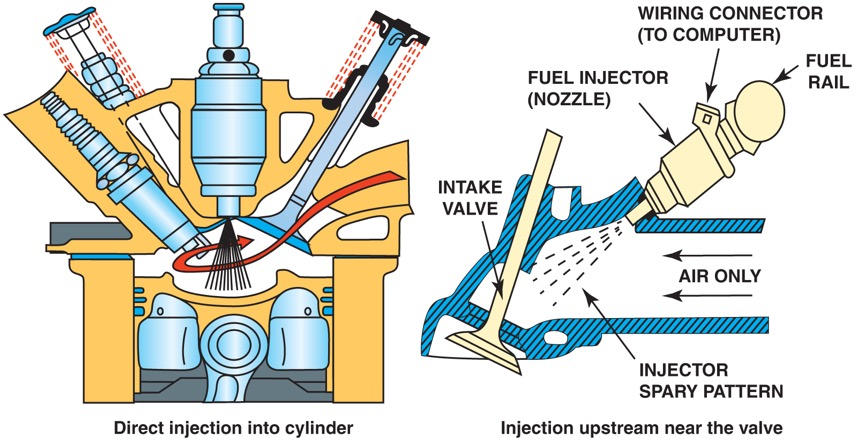 WIRING CONNECTOR
(TO COMPUTER)
FUEL
RAIL
FUEL INJECTOR
(NOZZLE)
INTAKE
VALVE
AIR ONLY
INJECTOR
SPARY PATTERN
Direct injection into cylinder
Injection upstream near the valve